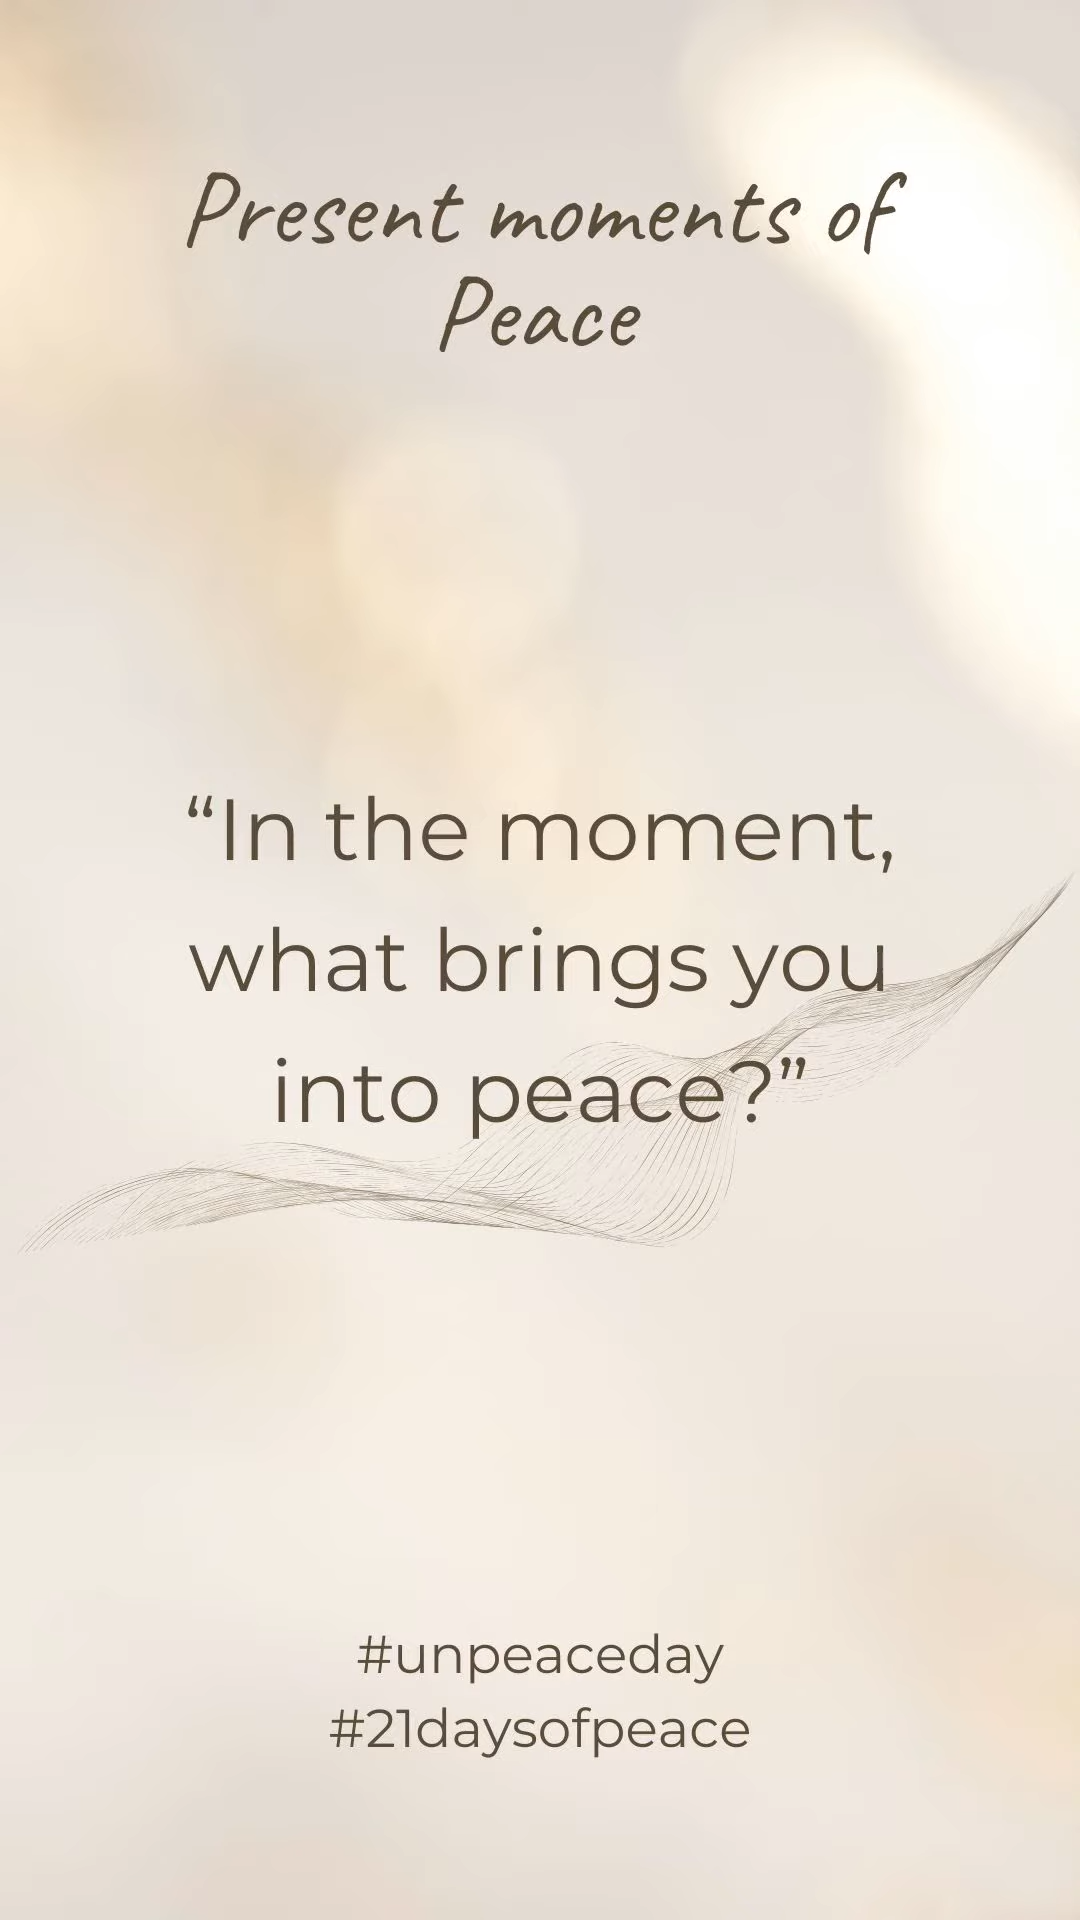 Present moments of
Peace
“In the moment,
what brings you
into peace?”
#unpeaceday
#21daysofpeace